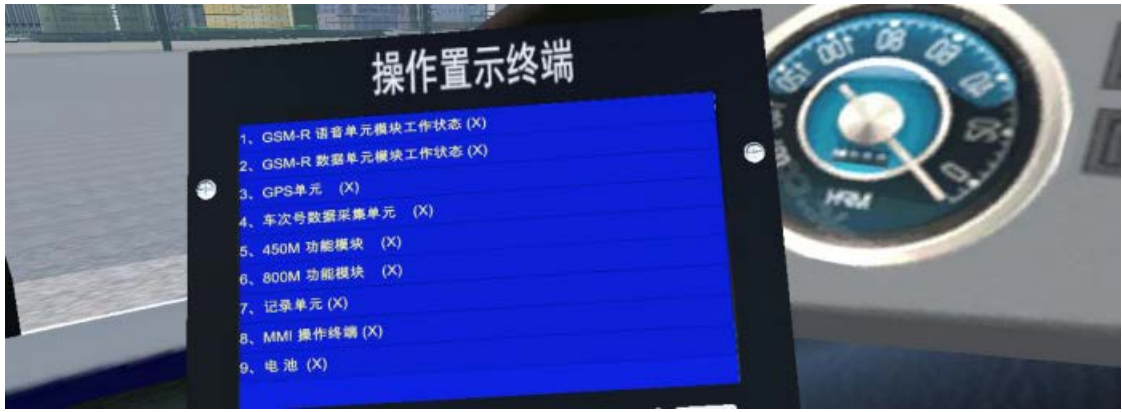 操作置示终端
1、GSM-R 语音单元模块工作状态 (X)
2、GSM-R 数据单元模块工作状态 (X)
3、GPS单元 (X)
4、车次号数据采集单元 (X)
5、450M 功能模块 (X)
6、800M 功能模块 (X)
7、记录单元 (X)
8、MMI 操作终端 (X)
9、电 池 (X)